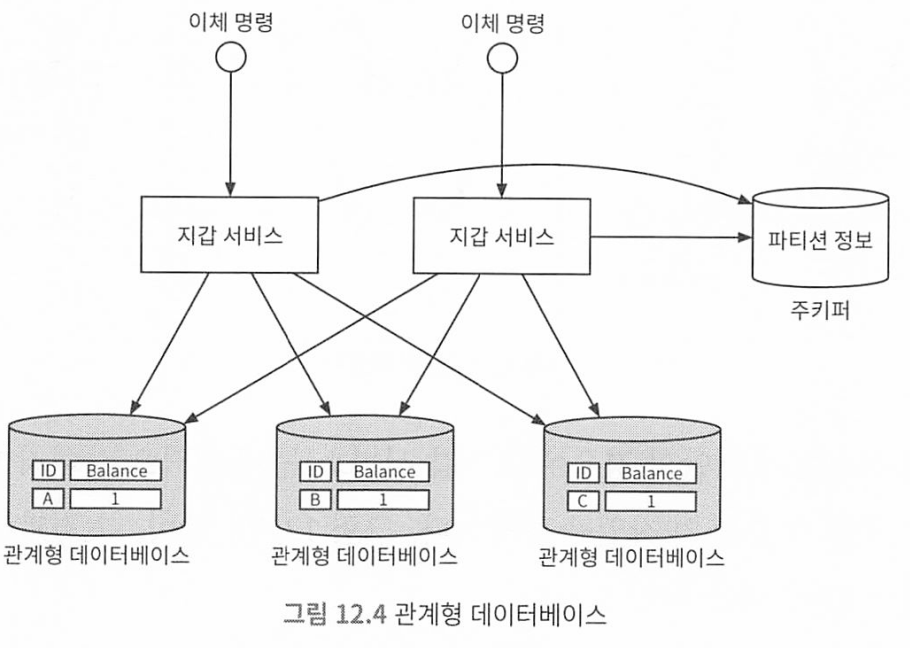 이체 명령
이체 명령
지갑 서비스
지갑 서비스
파티션 정보
주키퍼
ID Balance
A 1
관계형 데이터베이스
ID Balance
B 1
관계형 데이터베이스
ID Balance
C 1
관계형 데이터베이스
그림 12.4 관계형 데이터베이스